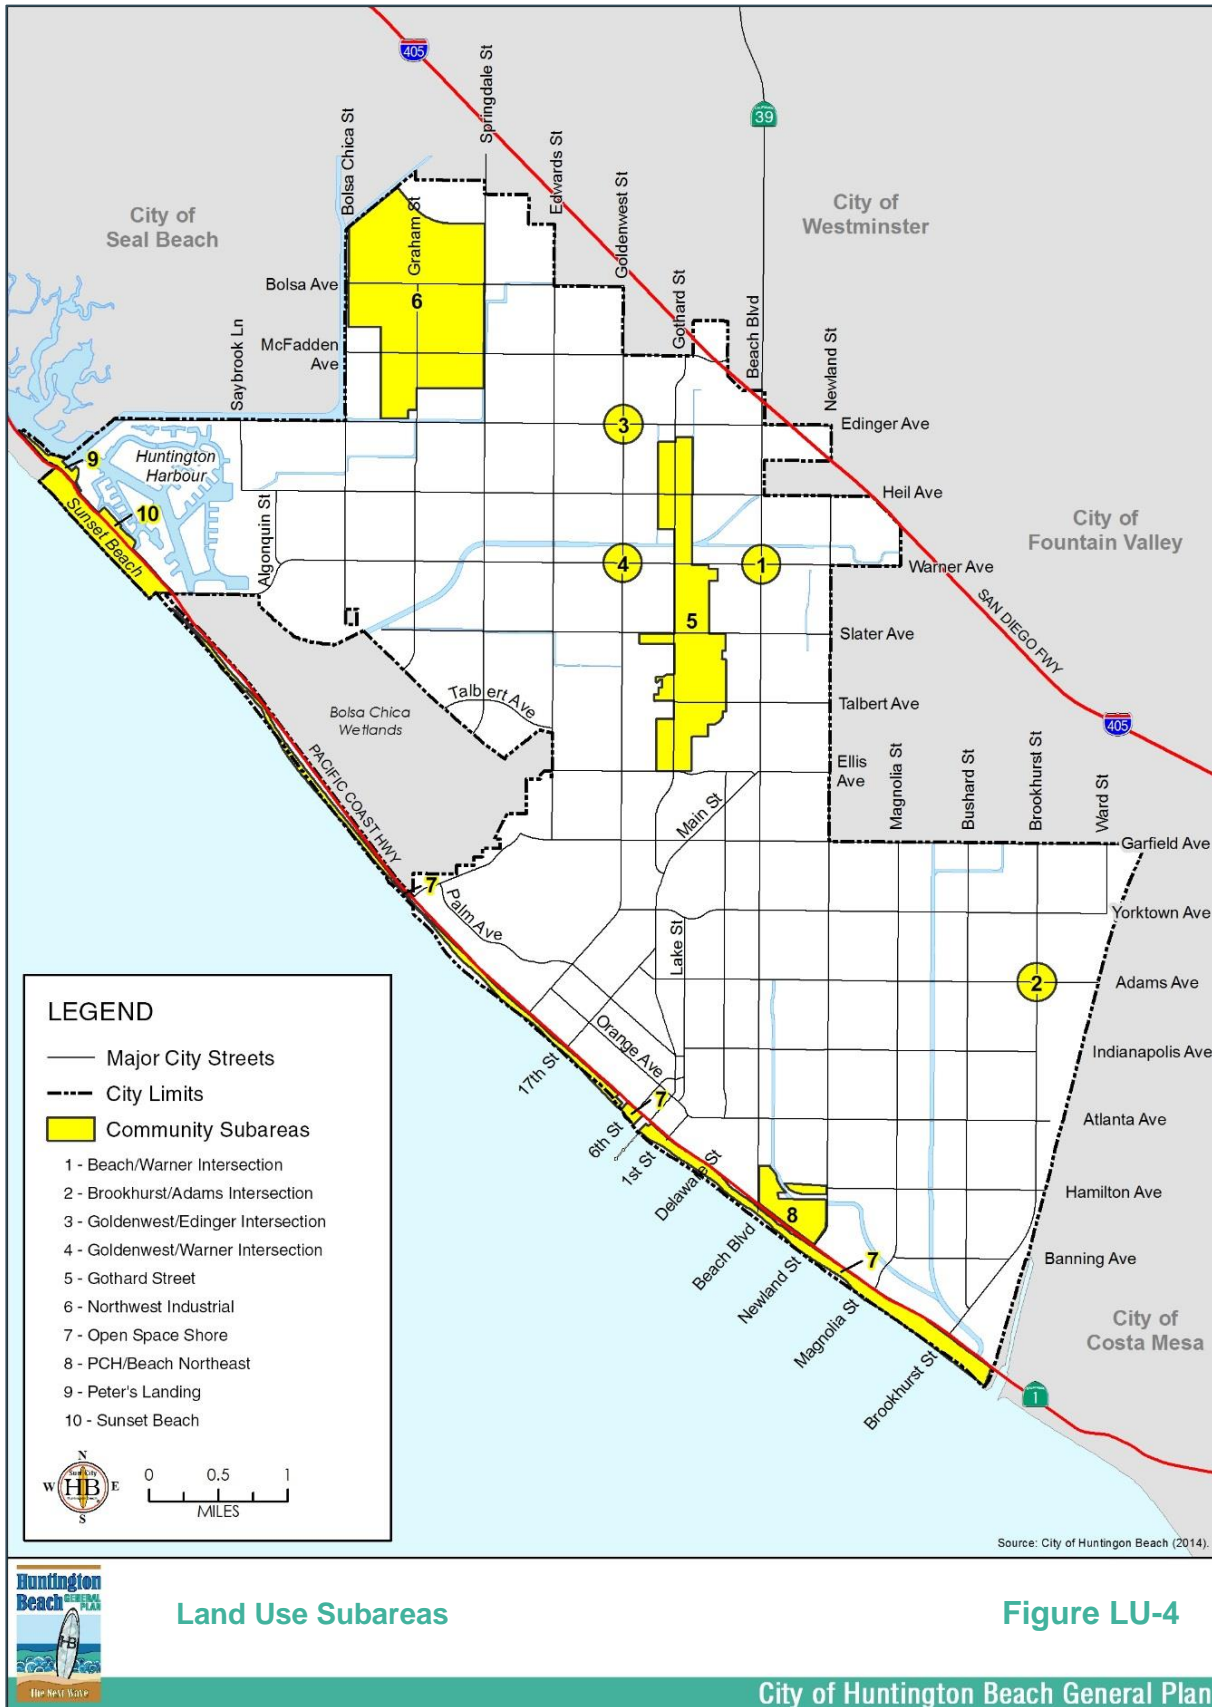 405
39
Bolsa Chica St
Springdale St
Edwards St
Goldenwest St
Graham St
Gothard St
Beach Blvd
Newland St
Saybrook Ln
City of
Seal Beach
City of
Westminster
Bolsa Ave
6
McFadden
Ave
3
Edinger Ave
9
Huntington
Harbour
10
Sunset Beach
Algonquin St
Heil Ave
City of
Fountain Valley
4
1
Warner Ave
SAN DIEGO FWY
5
Slater Ave
Talbert Ave
Talbert Ave
Bolsa Chica
Wetlands
405
PACIFIC COAST HWY
Ellis
Ave
Magnolia St
Bushard St
Brookhurst St
Ward St
Main St
Garfield Ave
7
Palm Ave
Yorktown Ave
Lake St
2
Adams Ave
Orange Ave
17th St
Indianapolis Ave
7
6th St
1st St
Atlanta Ave
Delaware St
Hamilton Ave
8
Beach Blvd
Newland St
7
Banning Ave
Magnolia St
Brookhurst St
City of
Costa Mesa
1
LEGEND
Major City Streets
City Limits
Community Subareas
1 - Beach/Warner Intersection
2 - Brookhurst/Adams Intersection
3 - Goldenwest/Edinger Intersection
4 - Goldenwest/Warner Intersection
5 - Gothard Street
6 - Northwest Industrial
7 - Open Space Shore
8 - PCH/Beach Northeast
9 - Peter's Landing
10 - Sunset Beach
N
W
HB
E
S
0 0.5 1
MILES
Source: City of Huntingon Beach (2014).
Huntington
Beach GENERAL
PLAN
HB
The Next Wave
Land Use Subareas
Figure LU-4
City of Huntington Beach General Plan